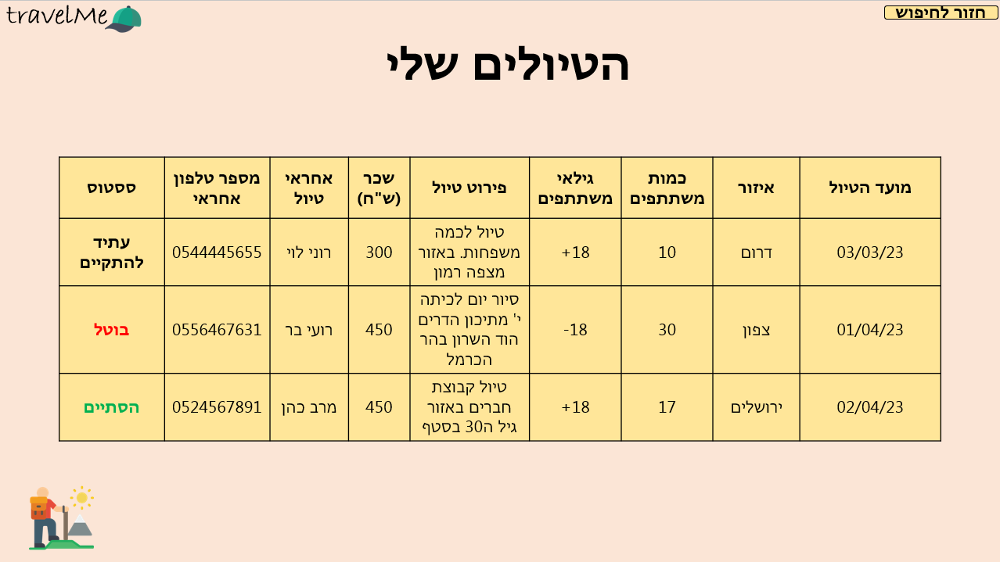 travelMe
חזור לחיפוש
הטיולים שלי
מועד הטיול
איזור
כמות
משתתפים
גילאי
משתתפים
פירוט טיול
שכר
(ש"ח)
אחראי
טיול
מספר טלפון
אחראי
סטטוס
03/03/23
דרום
10
18+
טיול לכמה
משפחות. באזור
מצפה רמון
300
רוני לוי
0544445655
עתיד
להתקיים
01/04/23
צפון
30
18-
סיור יום לכיתה
י' מתיכון הדרים
הוד השרון בהר
הכרמל
450
רועי בר
0556467631
בוטל
02/04/23
ירושלים
17
18+
טיול קבוצת
חברים באזור
גיל ה30 בסטף
450
מרב כהן
0524567891
הסתיים